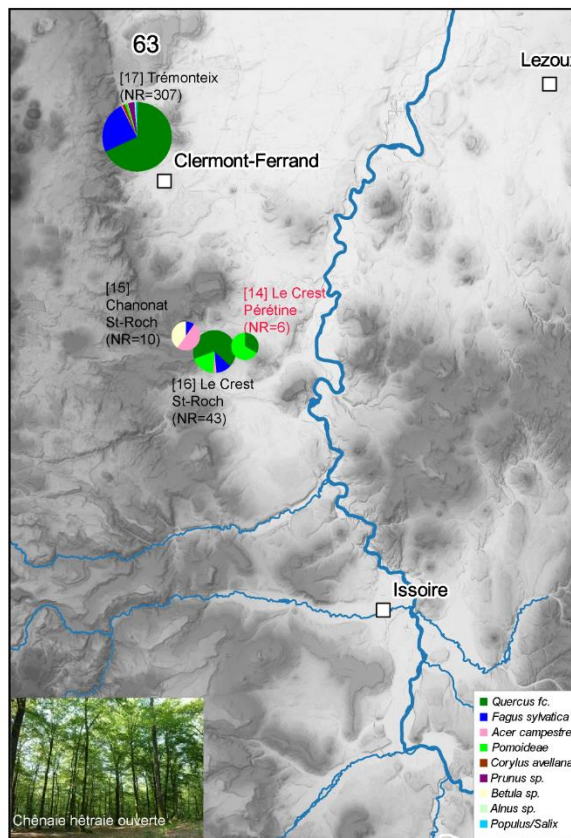 63
[17] Trémonteix
(NR=307)
Lezoux
Clermont-Ferrand
[15]
Chanonat
St-Roch
(NR=10)
[14] Le Crest
Pérétine
(NR=6)
[16] Le Crest
St-Roch
(NR=43)
Issoire
Quercus fc.
Fagus sylvatica
Acer campestre
Pomoideae
Corylus avellana
Prunus sp.
Betula sp.
Alnus sp.
Populus/Salix
Chênaie hêtraie ouverte